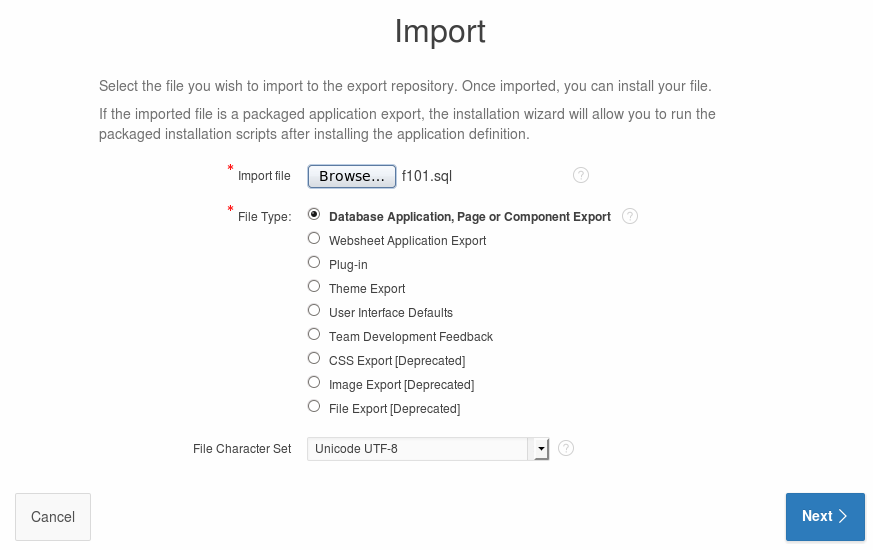 Import
Select the file you wish to import to the export repository. Once imported, you can install your file.
If the imported file is a packaged application export, the installation wizard will allow you to run the
packaged installation scripts after installing the application definition.
* Import file Browse... f101.sql ?
* File Type: Database Application, Page or Component Export ?
Websheet Application Export
Plug-in
Theme Export
User Interface Defaults
Team Development Feedback
CSS Export [Deprecated]
Image Export [Deprecated]
File Export [Deprecated]
File Character Set Unicode UTF-8 ?
Cancel Next